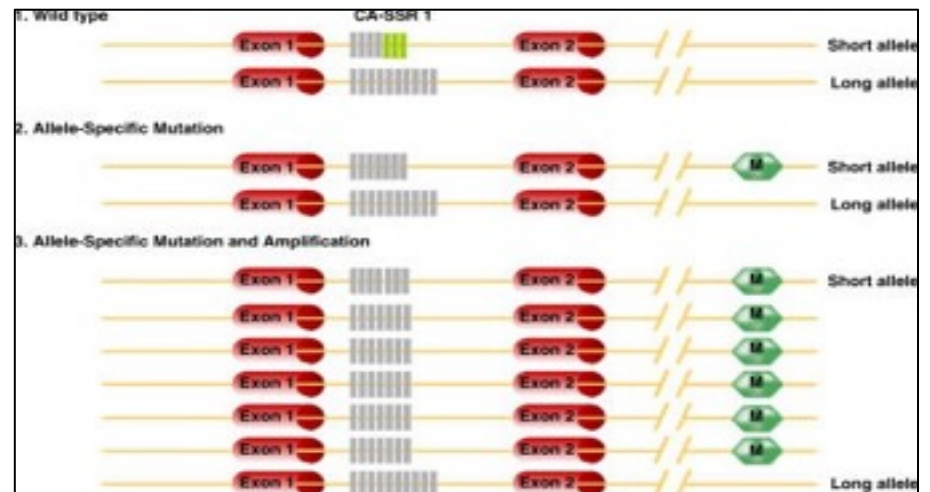 1. Wild type CA-SSR 1
Exon 1 Exon 2 Short allele
Exon 1 Exon 2 Long allele
2. Allele-Specific Mutation
Exon 1 Exon 2 M Short allele
Exon 1 Exon 2 Long allele
3. Allele-Specific Mutation and Amplification
Exon 1 Exon 2 M Short allele
Exon 1 Exon 2 M
Exon 1 Exon 2 M
Exon 1 Exon 2 M
Exon 1 Exon 2 M
Exon 1 Exon 2 M
Exon 1 Exon 2 Long allele